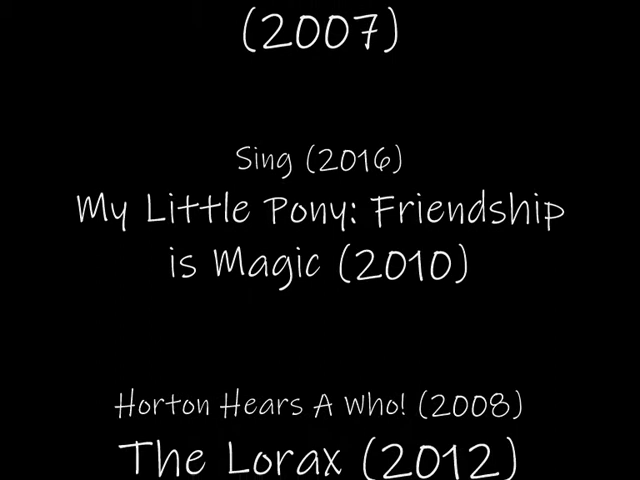 (2007)
Sing (2016)
My Little Pony: Friendship
is Magic (2010)
Horton Hears A Who! (2008)
The Lorax (2012)